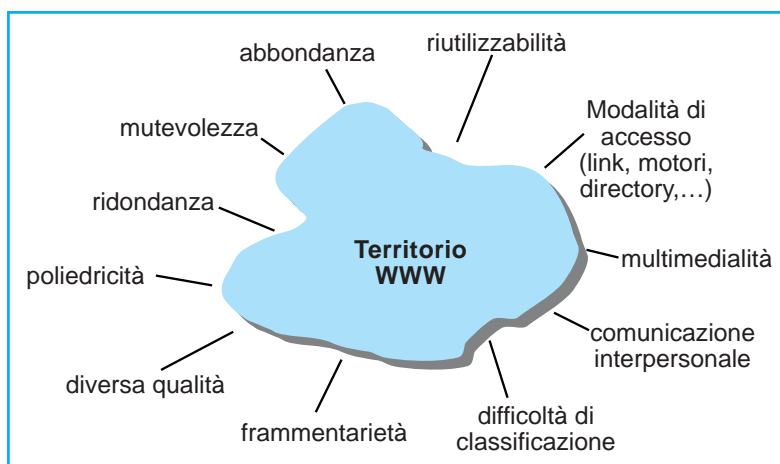 abbondanza
riutilizzabilità
mutevolezza
Modalità di
accesso
(link, motori,
directory,…)
ridondanza
Territorio
WWW
multimedialità
poliedricità
comunicazione
interpersonale
diversa qualità
frammentarietà
difficoltà di
classificazione